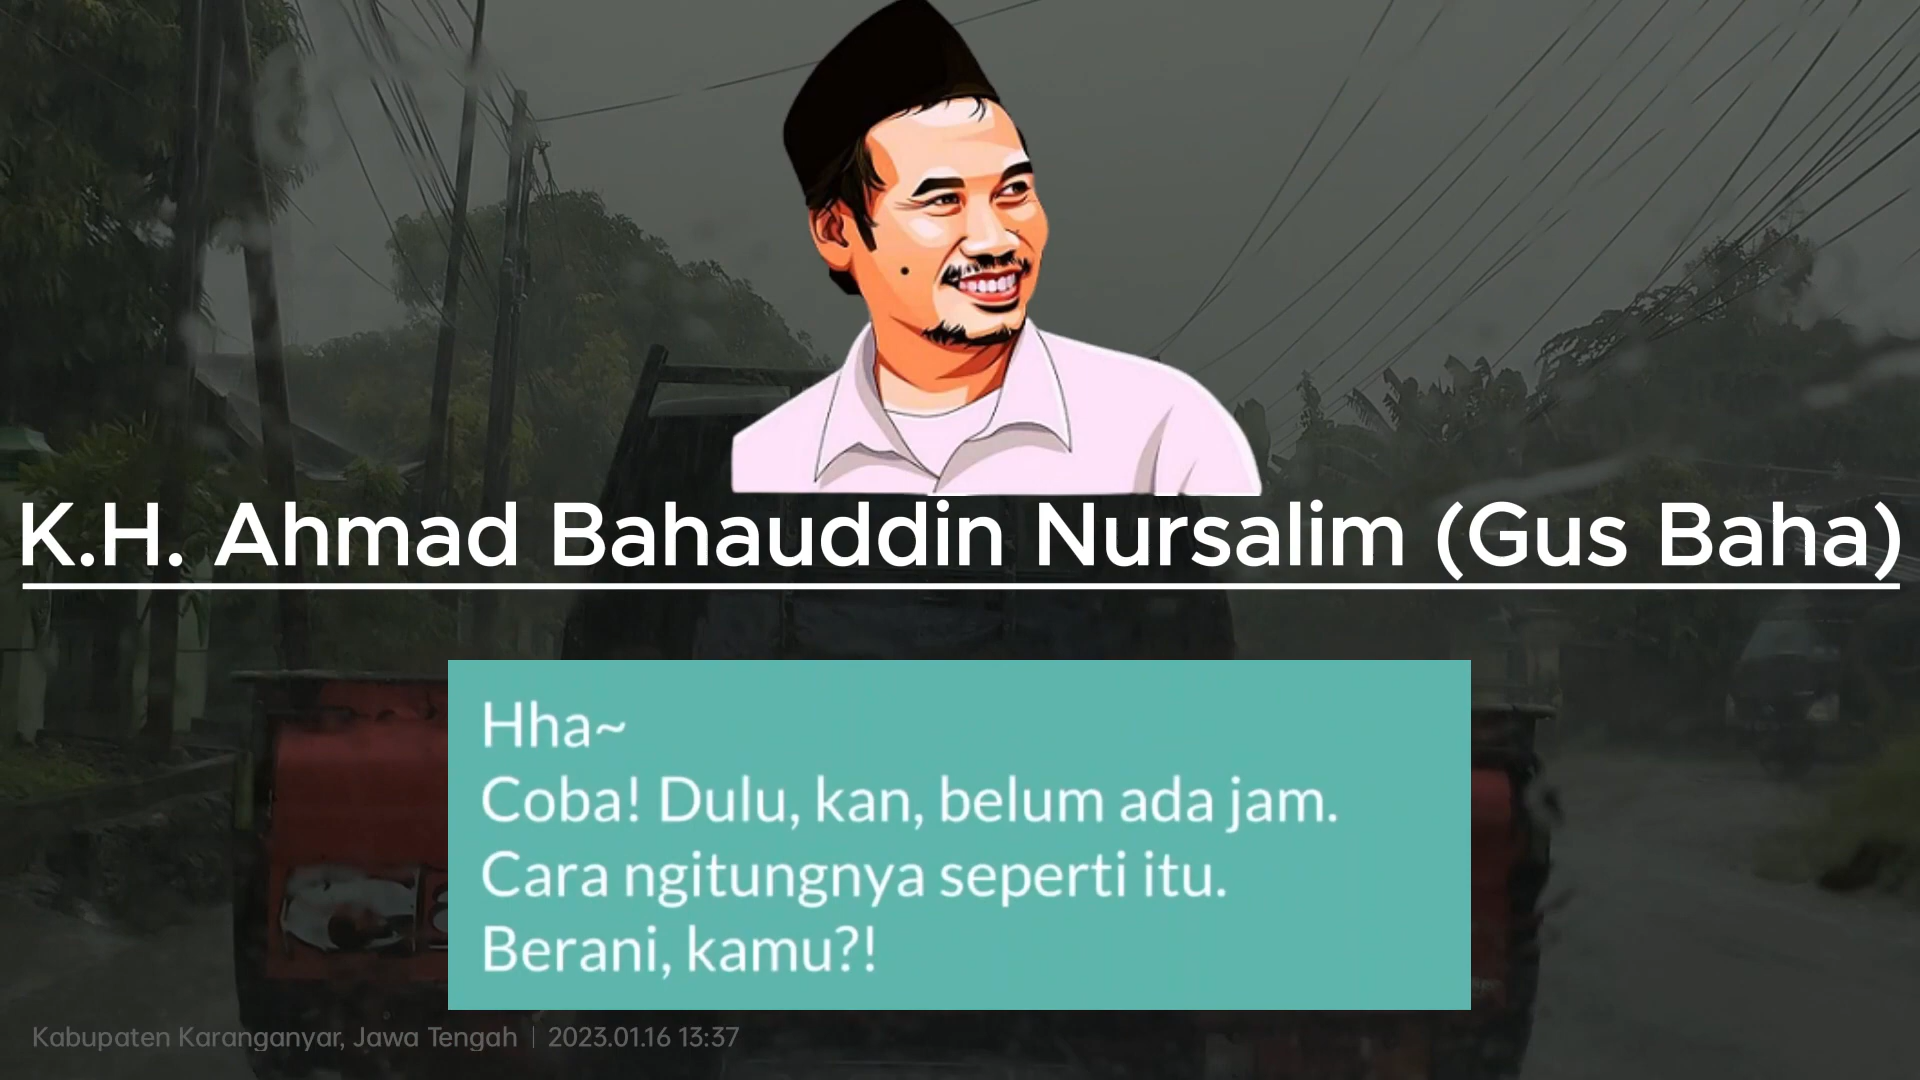 K.H. Ahmad Bahauddin Nursalim (Gus Baha)
Hha~
Coba! Dulu, kan, belum ada jam.
Cara ngitungnya seperti itu.
Berani, kamu?!
Kabupaten Karanganyar, Jawa Tengah | 2023.01.16 13:37